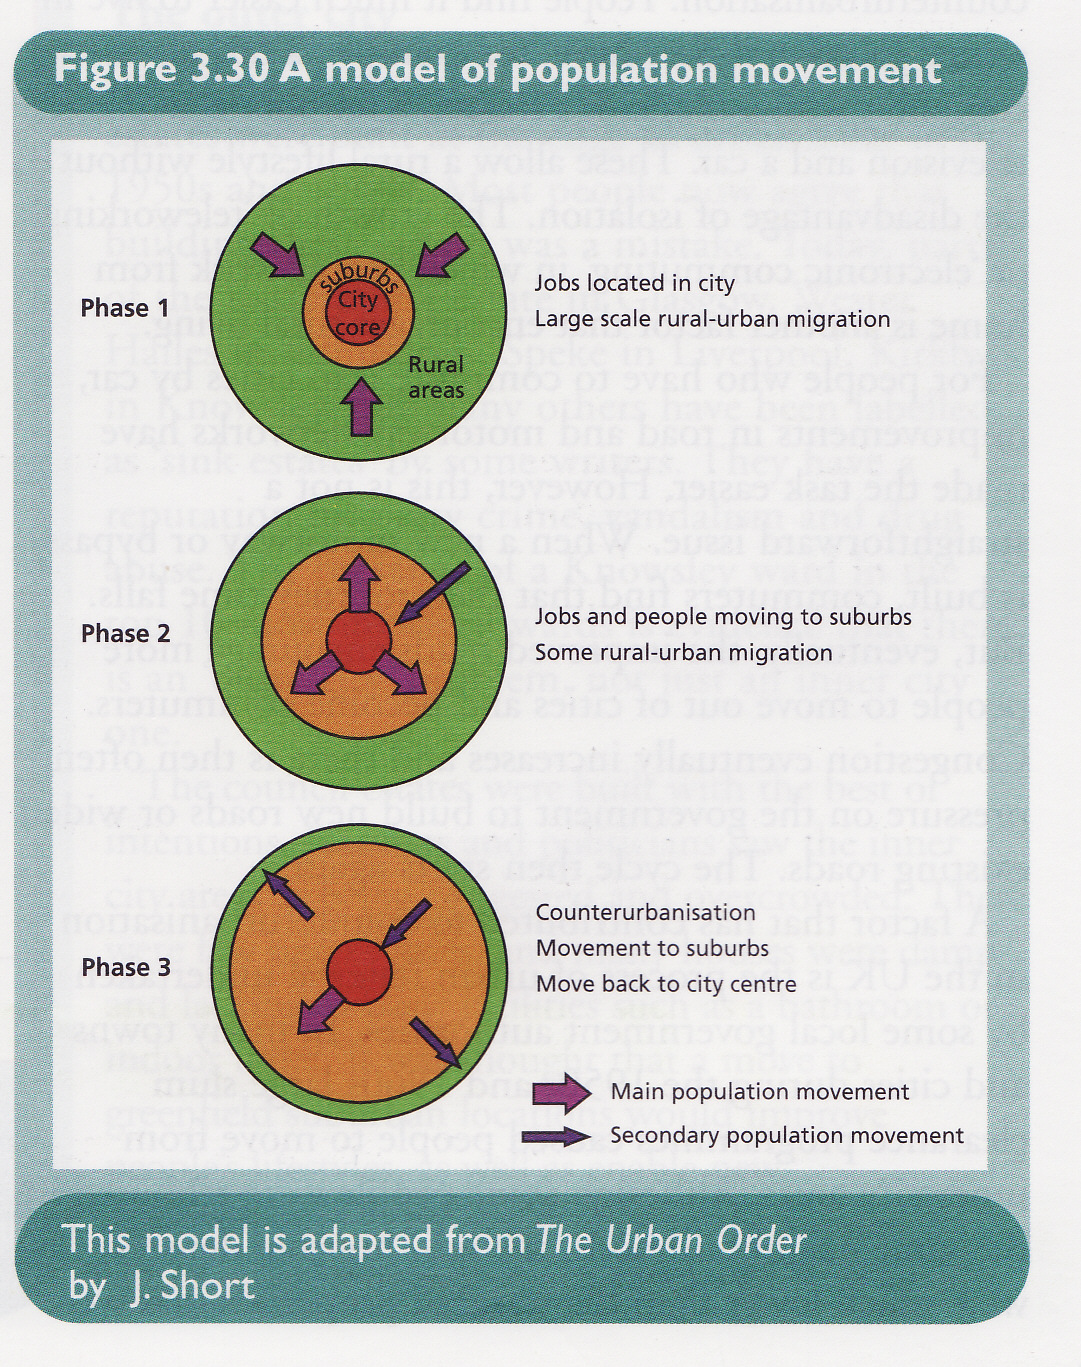 Figure 3.30 A model of population movement
Phase 1
suburbs
City
core
Rural
areas
Jobs located in city
Large scale rural-urban migration
Phase 2
Jobs and people moving to suburbs
Some rural-urban migration
Phase 3
Counterurbanisation
Movement to suburbs
Move back to city centre
Main population movement
Secondary population movement
This model is adapted from The Urban Order
by J. Short